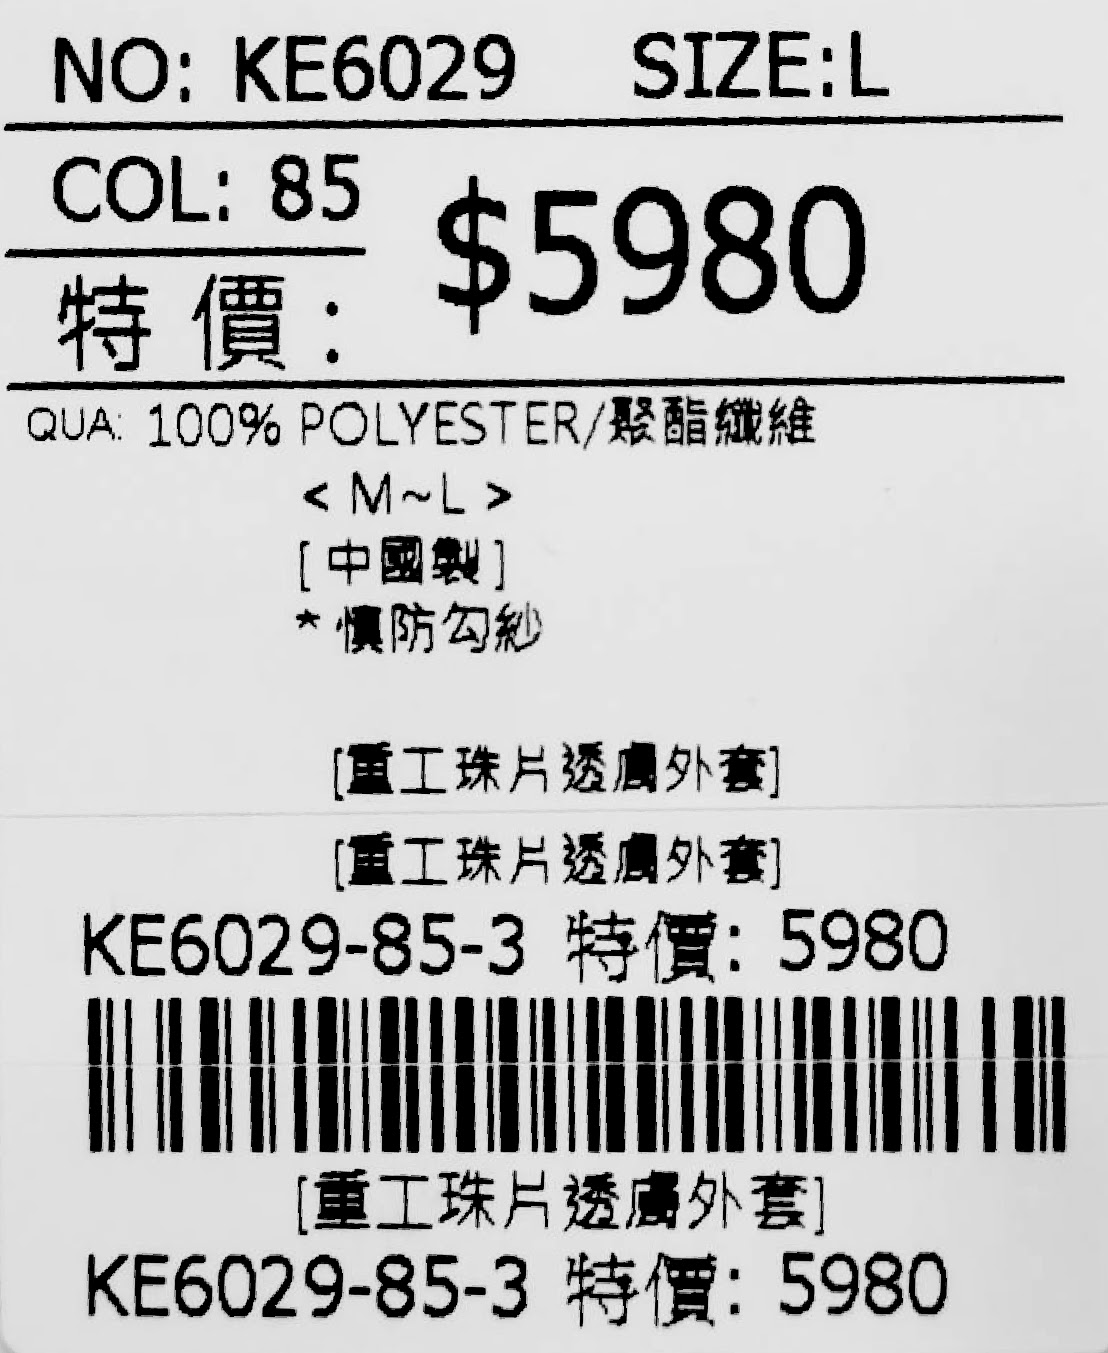 NO: KE6029 SIZE:L
COL: 85
$5980
特價:
QUA: 100% POLYESTER/聚酯纖維
< M~L >
[中國製]
*慎防勾紗
[重工珠片透膚外套]
[重工珠片透膚外套]
KE6029-85-3 特價: 5980
[重工珠片透膚外套]
KE6029-85-3 特價: 5980